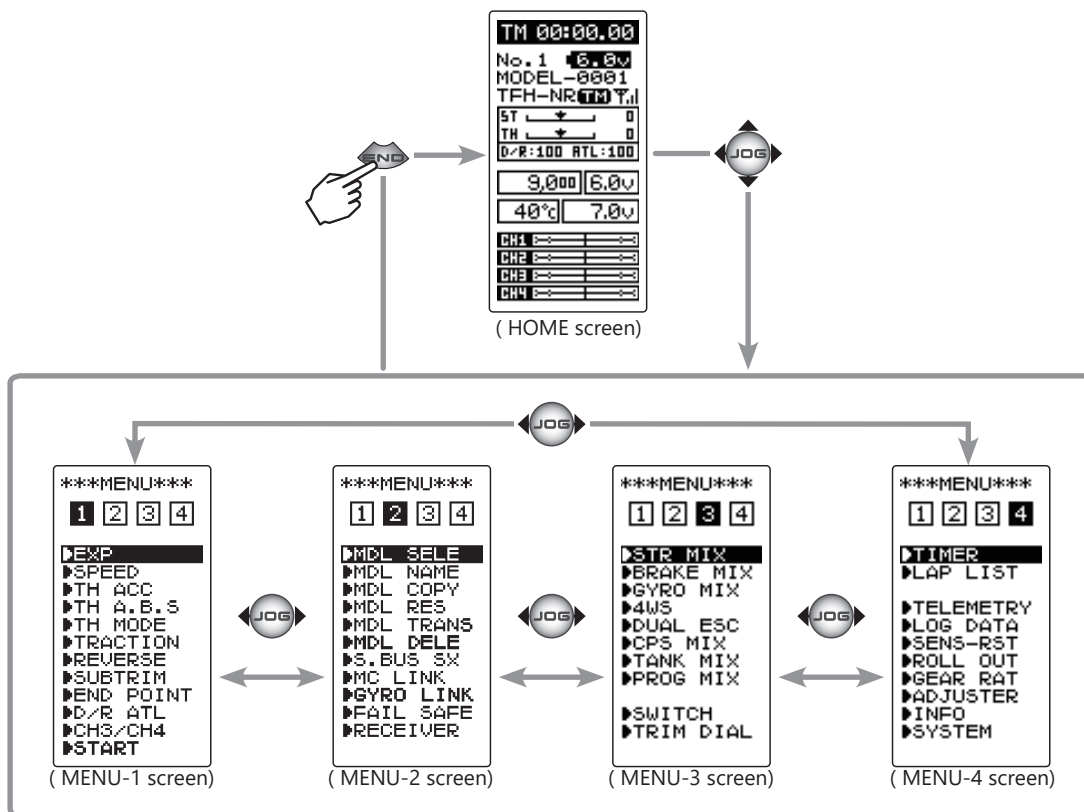 TM 00:00.00
No.1 6.0v
MODEL-0001
TFH-NR TM
ST 0
TH 0
D/R:100 ATL:100
9,000 6.0v
40℃ 7.0v
CH1
CH2
CH3
CH4
( HOME screen)
END
JOG
JOG
***MENU***
1 2 3 4
EXP
SPEED
TH ACC
TH A.B.S
TH MODE
TRACTION
REVERSE
SUBTRIM
END POINT
D/R ATL
CH3/CH4
START
( MENU-1 screen)
JOG
***MENU***
1 2 3 4
MDL SELE
MDL NAME
MDL COPY
MDL RES
MDL TRANS
MDL DELE
S.BUS SX
MC LINK
GYRO LINK
FAIL SAFE
RECEIVER
( MENU-2 screen)
JOG
***MENU***
1 2 3 4
STR MIX
BRAKE MIX
GYRO MIX
4WS
DUAL ESC
CPS MIX
TANK MIX
PROG MIX
SWITCH
TRIM DIAL
( MENU-3 screen)
JOG
***MENU***
1 2 3 4
TIMER
LAP LIST
TELEMETRY
LOG DATA
SENS-RST
ROLL OUT
GEAR RAT
ADJUSTER
INFO
SYSTEM
( MENU-4 screen)